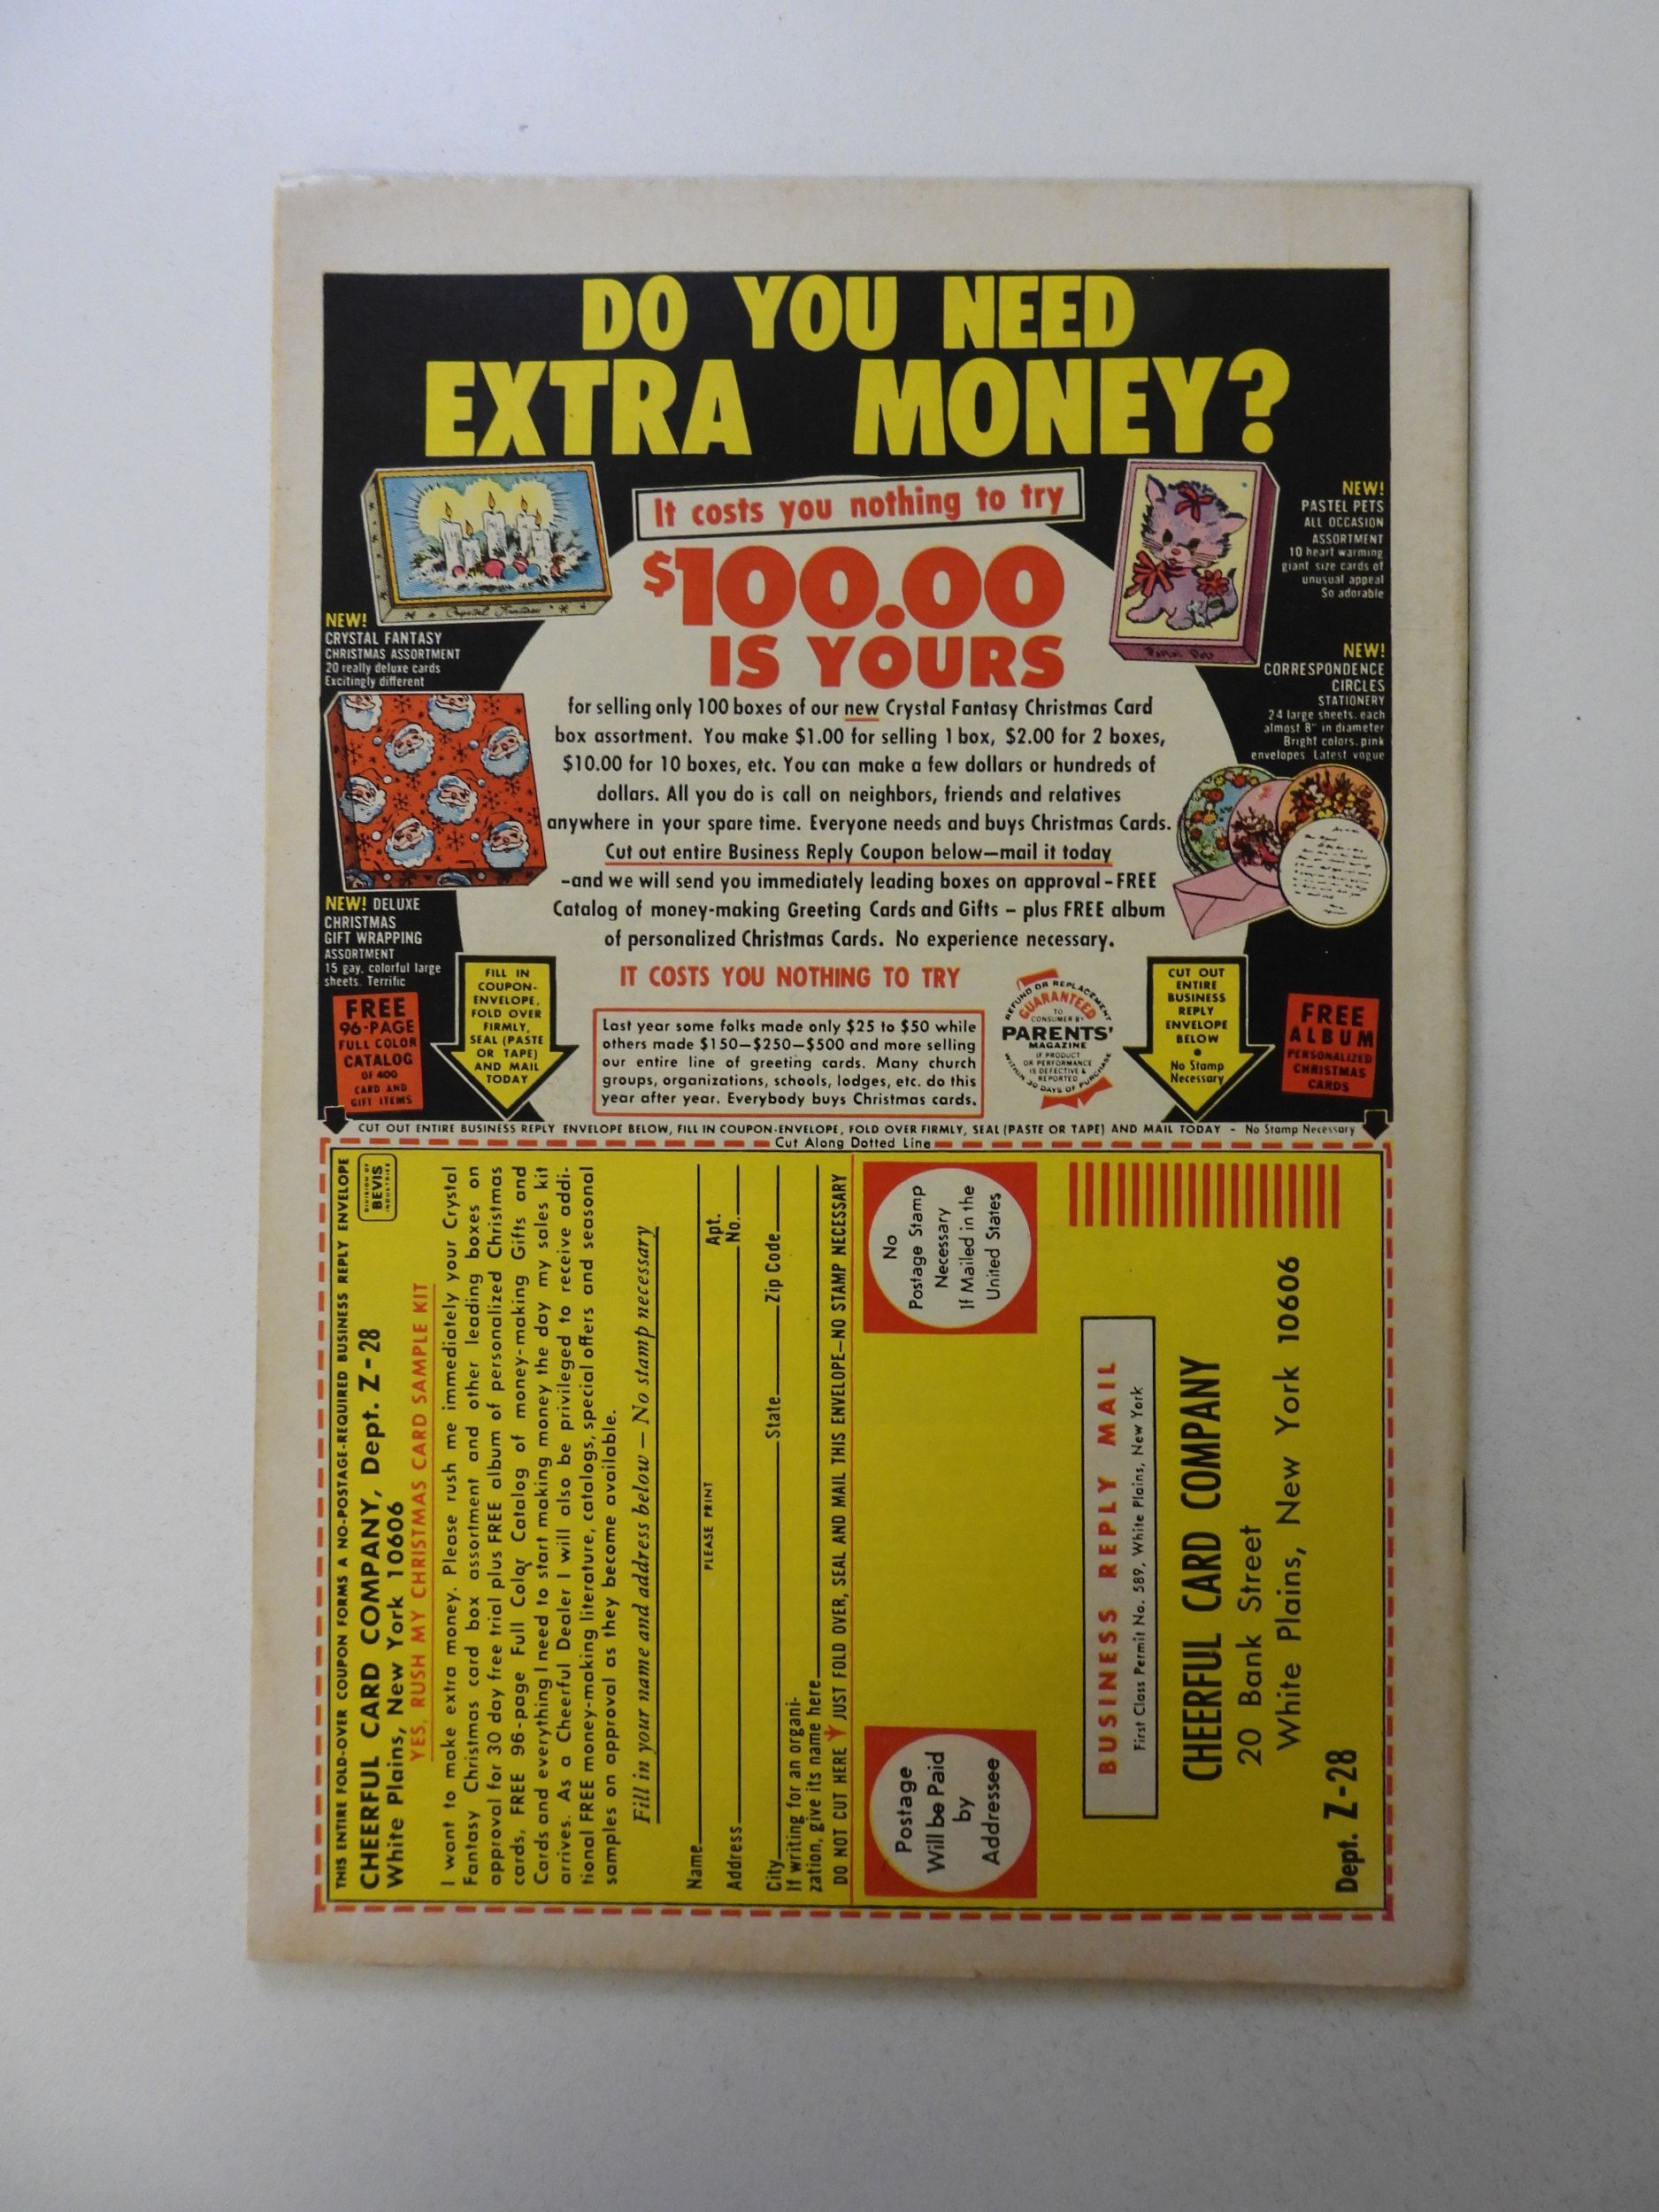 DO YOU NEED
EXTRA MONEY?
It costs you nothing to try
$100.00
IS YOURS
for selling only 100 boxes of our new Crystal Fantasy Christmas Card
box assortment. You make $1.00 for selling 1 box, $2.00 for 2 boxes,
$10.00 for 10 boxes, etc. You can make a few dollars or hundreds of
dollars. All you do is call on neighbors, friends and relatives
anywhere in your spare time. Everyone needs and buys Christmas Cards.
Cut out entire Business Reply Coupon below—mail it today
-and we will send you immediately leading boxes on approval-FREE
Catalog of money-making Greeting Cards and Gifts - plus FREE album
of personalized Christmas Cards. No experience necessary.
IT COSTS YOU NOTHING TO TRY
Last year some folks made only $25 to $50 while
others made $150—$250—$500 and more selling
our entire line of greeting cards. Many church
groups, organizations, schools, lodges, etc. do this
year after year. Everybody buys Christmas cards.
REFUND OR REPLACEMENT
GUARANTEED
TO
CONSUMER BY
PARENTS'
MAGAZINE
IF PRODUCT
OR PERFORMANCE
IS DEFECTIVE &
REPORTED
WITHIN 30 DAYS OF PURCHASE
Crystal Fantasy
NEW!
CRYSTAL FANTASY
CHRISTMAS ASSORTMENT
20 really deluxe cards
Excitingly different
NEW! DELUXE
CHRISTMAS
GIFT WRAPPING
ASSORTMENT
15 gay, colorful large
sheets. Terrific
FREE
96-PAGE
FULL COLOR
CATALOG
OF 400
CARD AND
GIFT ITEMS
FILL IN
COUPON-
ENVELOPE,
FOLD OVER
FIRMLY,
SEAL (PASTE
OR TAPE)
AND MAIL
TODAY
NEW!
PASTEL PETS
ALL OCCASION
ASSORTMENT
10 heart warming
giant size cards of
unusual appeal
So adorable
Pastel Pets
NEW!
CORRESPONDENCE
CIRCLES
STATIONERY
24 large sheets, each
almost 8" in diameter
Bright colors, pink
envelopes Latest vogue
CUT OUT
ENTIRE
BUSINESS
REPLY
ENVELOPE
BELOW
•
No Stamp
Necessary
FREE
ALBUM
PERSONALIZED
CHRISTMAS
CARDS
CUT OUT ENTIRE BUSINESS REPLY ENVELOPE BELOW, FILL IN COUPON-ENVELOPE, FOLD OVER FIRMLY, SEAL (PASTE OR TAPE) AND MAIL TODAY - No Stamp Necessary
Cut Along Dotted Line
THIS ENTIRE FOLD-OVER COUPON FORMS A NO-POSTAGE-REQUIRED BUSINESS REPLY ENVELOPE
CHEERFUL CARD COMPANY, Dept. Z-28
White Plains, New York 10606
DIVISION OF
BEVIS
INDUSTRIES
YES, RUSH MY CHRISTMAS CARD SAMPLE KIT
I want to make extra money. Please rush me immediately your Crystal
Fantasy Christmas card box assortment and other leading boxes on
approval for 30 day free trial plus FREE album of personalized Christmas
cards, FREE 96-page Full Color Catalog of money-making Gifts and
Cards and everything I need to start making money the day my sales kit
arrives. As a Cheerful Dealer I will also be privileged to receive addi-
tional FREE money-making literature, catalogs, special offers and seasonal
samples on approval as they become available.
Fill in your name and address below — No stamp necessary
Name
PLEASE PRINT
Address Apt. No.
City State Zip Code
If writing for an organi-
zation, give its name here
DO NOT CUT HERE JUST FOLD OVER, SEAL AND MAIL THIS ENVELOPE—NO STAMP NECESSARY
Postage
Will be Paid
by
Addressee
No
Postage Stamp
Necessary
If Mailed in the
United States
BUSINESS REPLY MAIL
First Class Permit No. 589, White Plains, New York
CHEERFUL CARD COMPANY
20 Bank Street
White Plains, New York 10606
Dept. Z-28